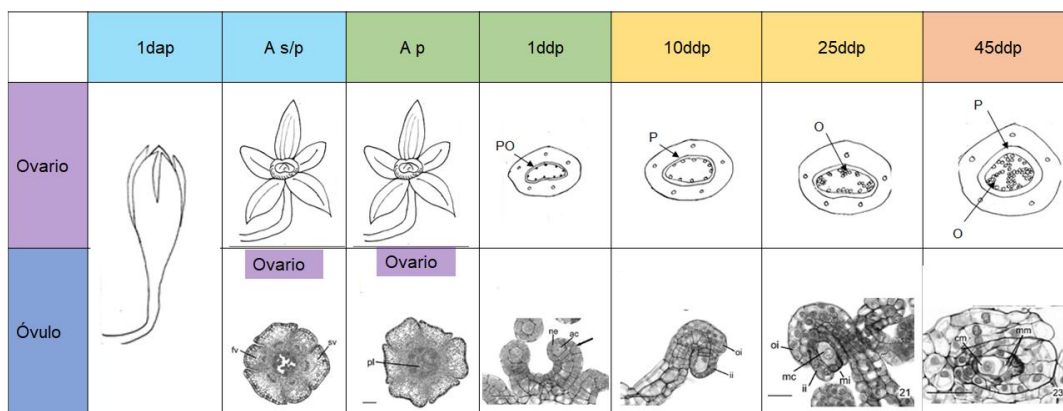 1dap
A s/p
A p
1ddp
10ddp
25ddp
45ddp
Ovario
PO
P
O
P
O
Óvulo
Ovario
Ovario
fv
sv
pl
ne
ac
oi
ii
oi
mc
ii
mi
21
cm
mm
23